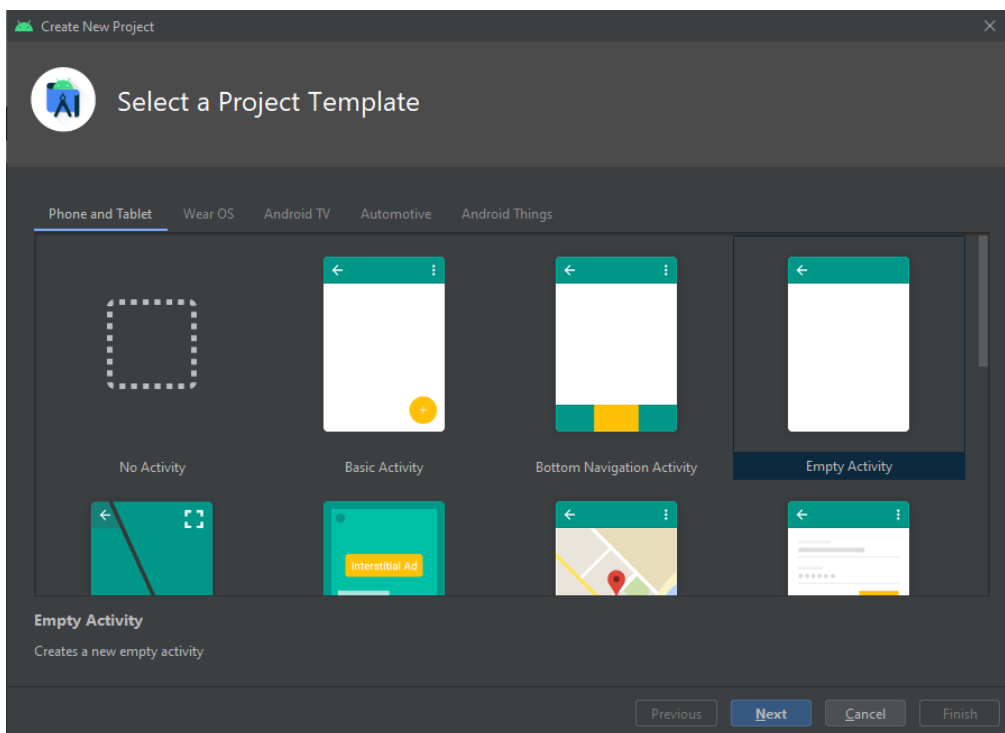 Create New Project
Select a Project Template
Phone and Tablet Wear OS Android TV Automotive Android Things
No Activity Basic Activity Bottom Navigation Activity Empty Activity
Interstitial Ad
Empty Activity
Creates a new empty activity
Previous Next Cancel Finish